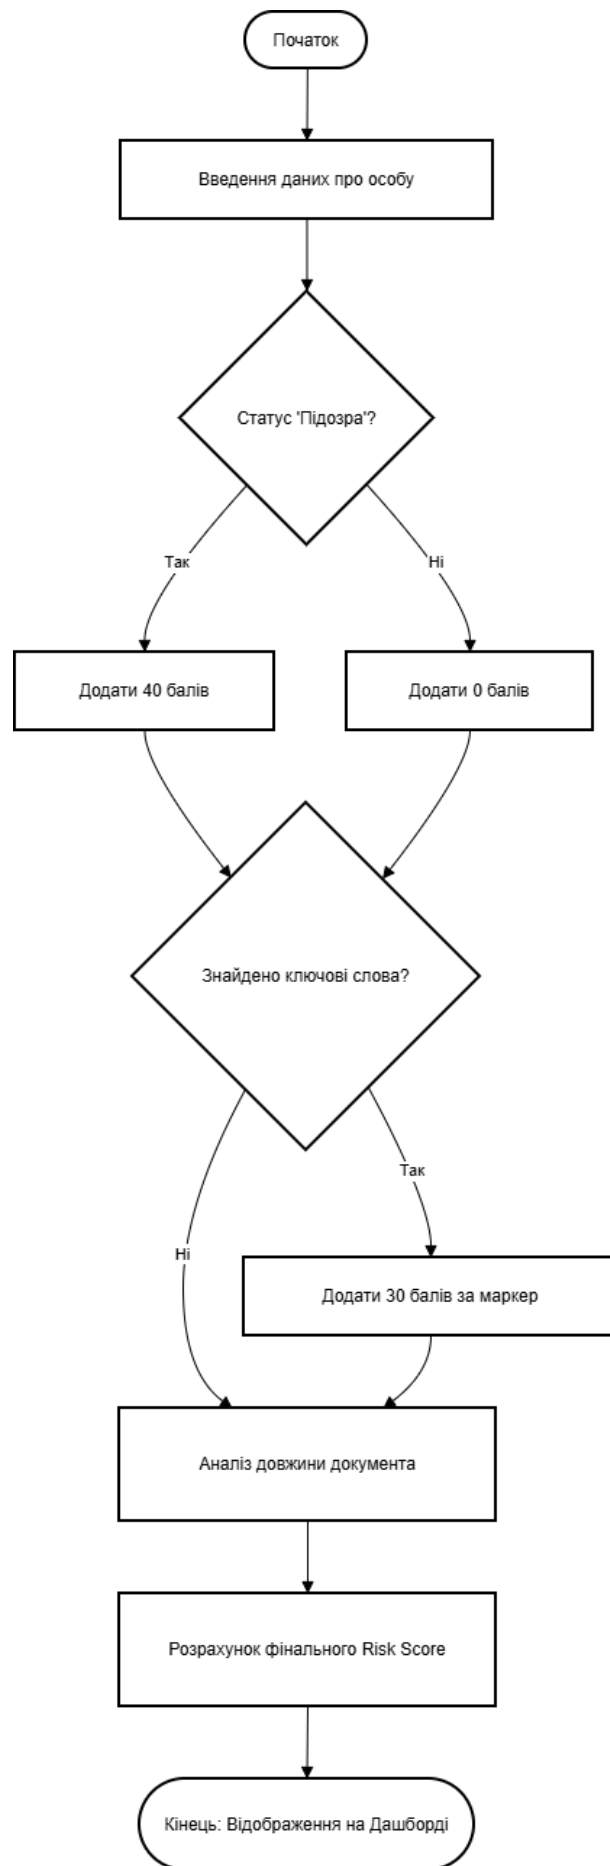 Початок
Введення даних про особу
Статус 'Підозра'?
Так
Ні
Додати 40 балів
Додати 0 балів
Знайдено ключові слова?
Так
Ні
Додати 30 балів за маркер
Аналіз довжини документа
Розрахунок фінального Risk Score
Кінець: Відображення на Дашборді